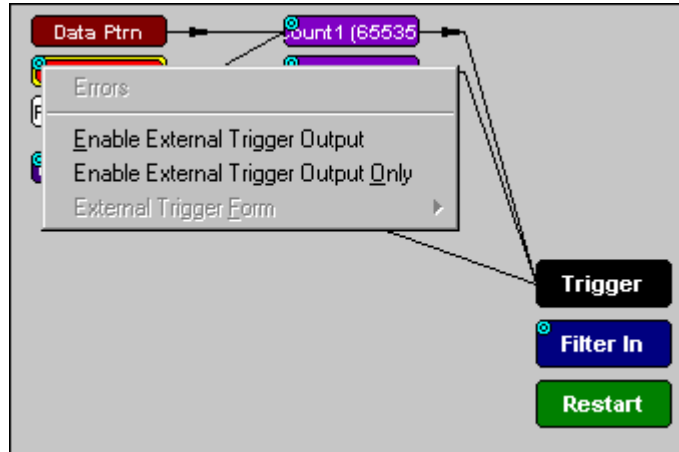 Data Ptrn
ount1 (65535
Errors
Enable External Trigger Output
Enable External Trigger Output Only
External Trigger Form
Trigger
Filter In
Restart